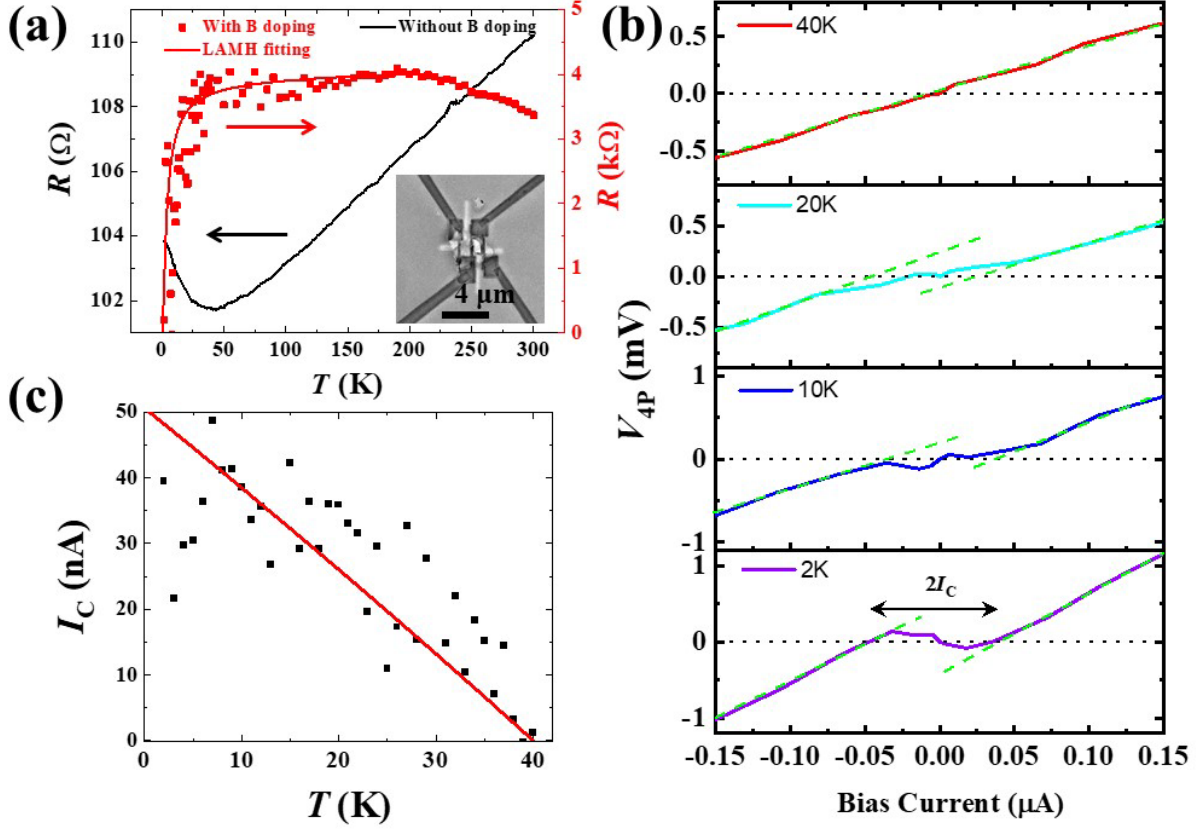 (a)
With B doping
Without B doping
LAMH fitting
110
108
106
104
102
R (Ω)
5
4
3
2
1
0
R (kΩ)
4 μm
0 25 50 100 150 200 250 300
T (K)
(b)
40K
0.5
0.0
-0.5
20K
0.5
0.0
-0.5
10K
1
0
-1
2K
2IC
1
0
-1
V4P (mV)
-0.15 -0.10 -0.05 0.00 0.05 0.10 0.15
Bias Current (μA)
(c)
50
40
30
20
10
0
IC (nA)
0 10 20 30 40
T (K)